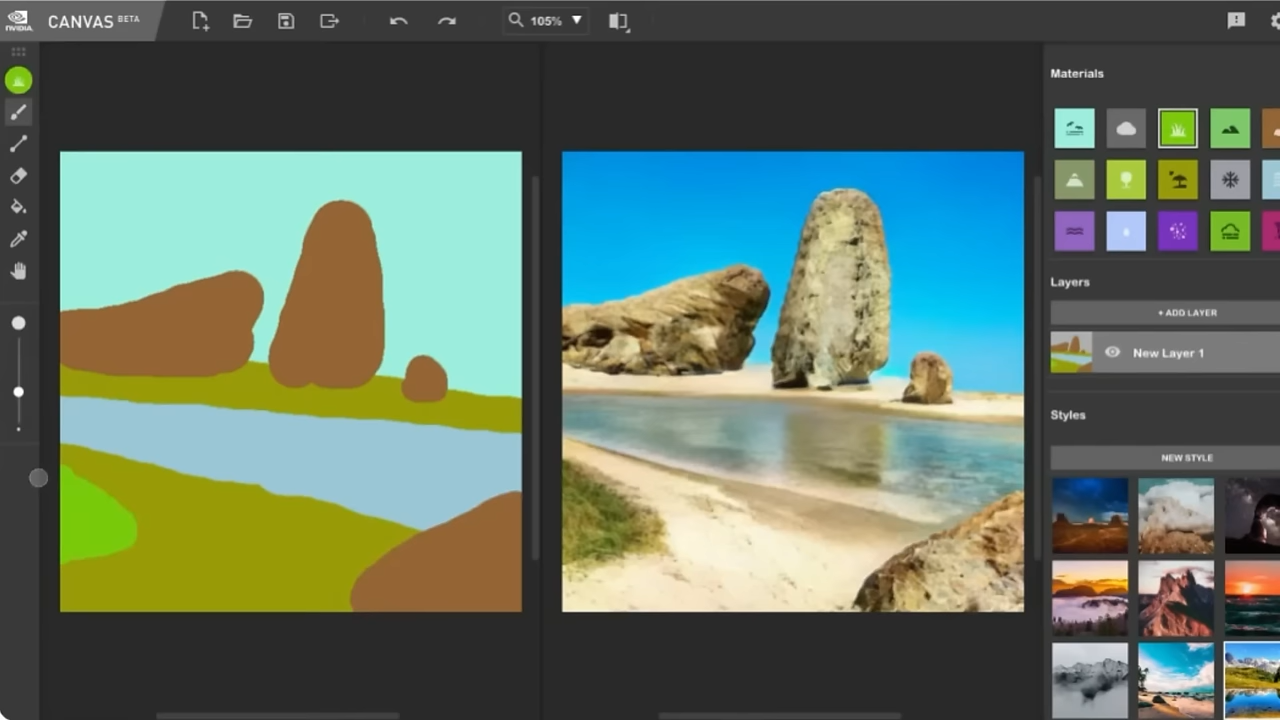 NVIDIA.
CANVAS BETA
105%
Materials
Layers
+ ADD LAYER
New Layer 1
Styles
NEW STYLE